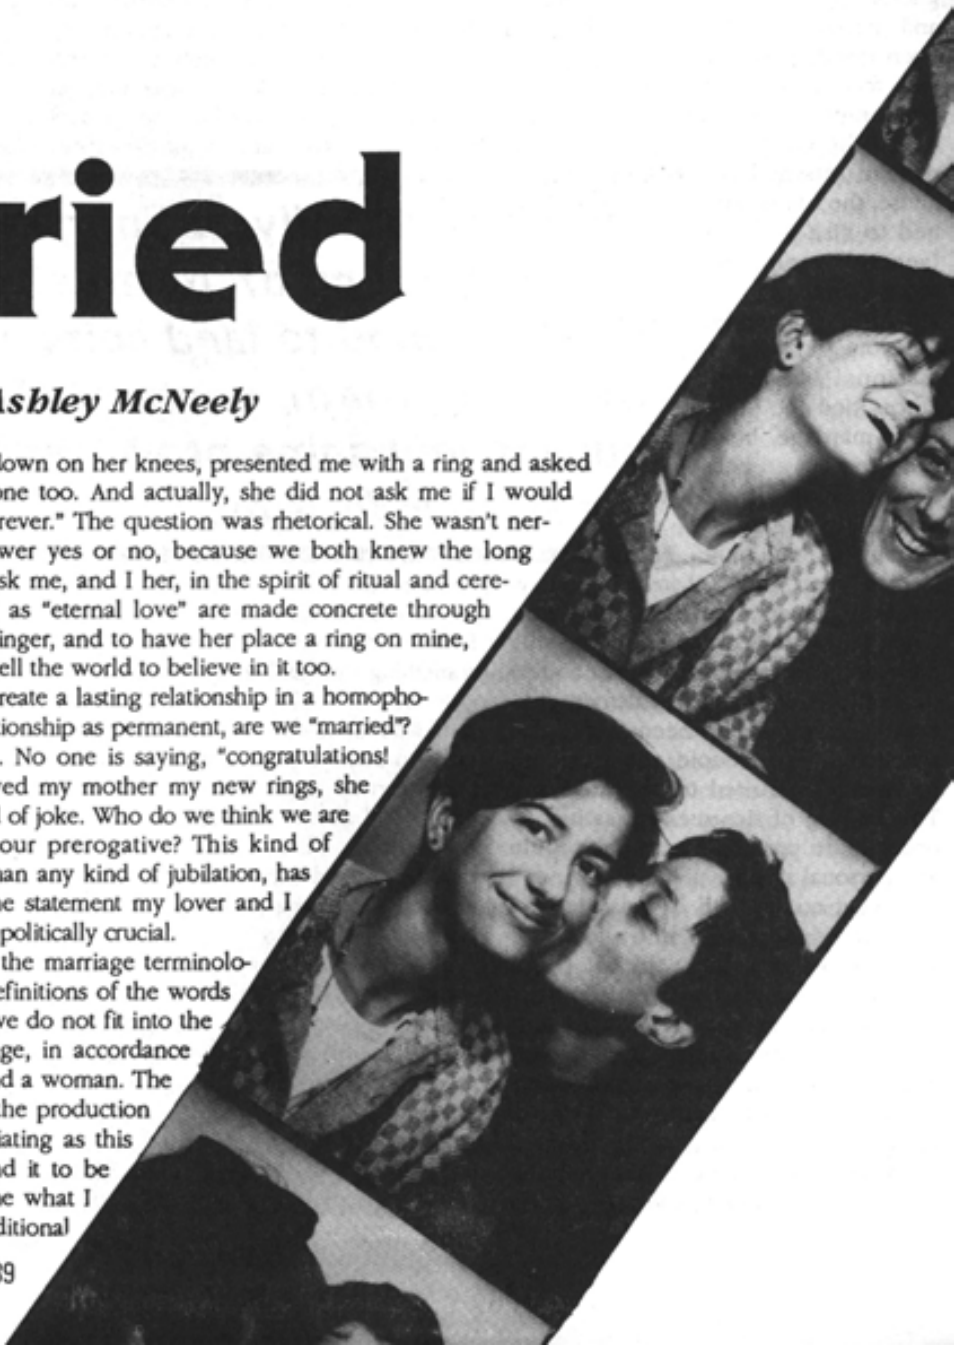 ried
Ashley McNeely
down on her knees, presented me with a ring and asked
one too. And actually, she did not ask me if I would
rever." The question was rhetorical. She wasn't ner-
wer yes or no, because we both knew the long
sk me, and I her, in the spirit of ritual and cere-
as "eternal love" are made concrete through
inger, and to have her place a ring on mine,
ell the world to believe in it too.
reate a lasting relationship in a homopho-
tionship as permanent, are we "married"?
. No one is saying, "congratulations!
ved my mother my new rings, she
d of joke. Who do we think we are
our prerogative? This kind of
han any kind of jubilation, has
he statement my lover and I
politically crucial.
the marriage terminolo-
efinitions of the words
we do not fit into the
ge, in accordance
d a woman. The
the production
iating as this
nd it to be
ne what I
ditional
39